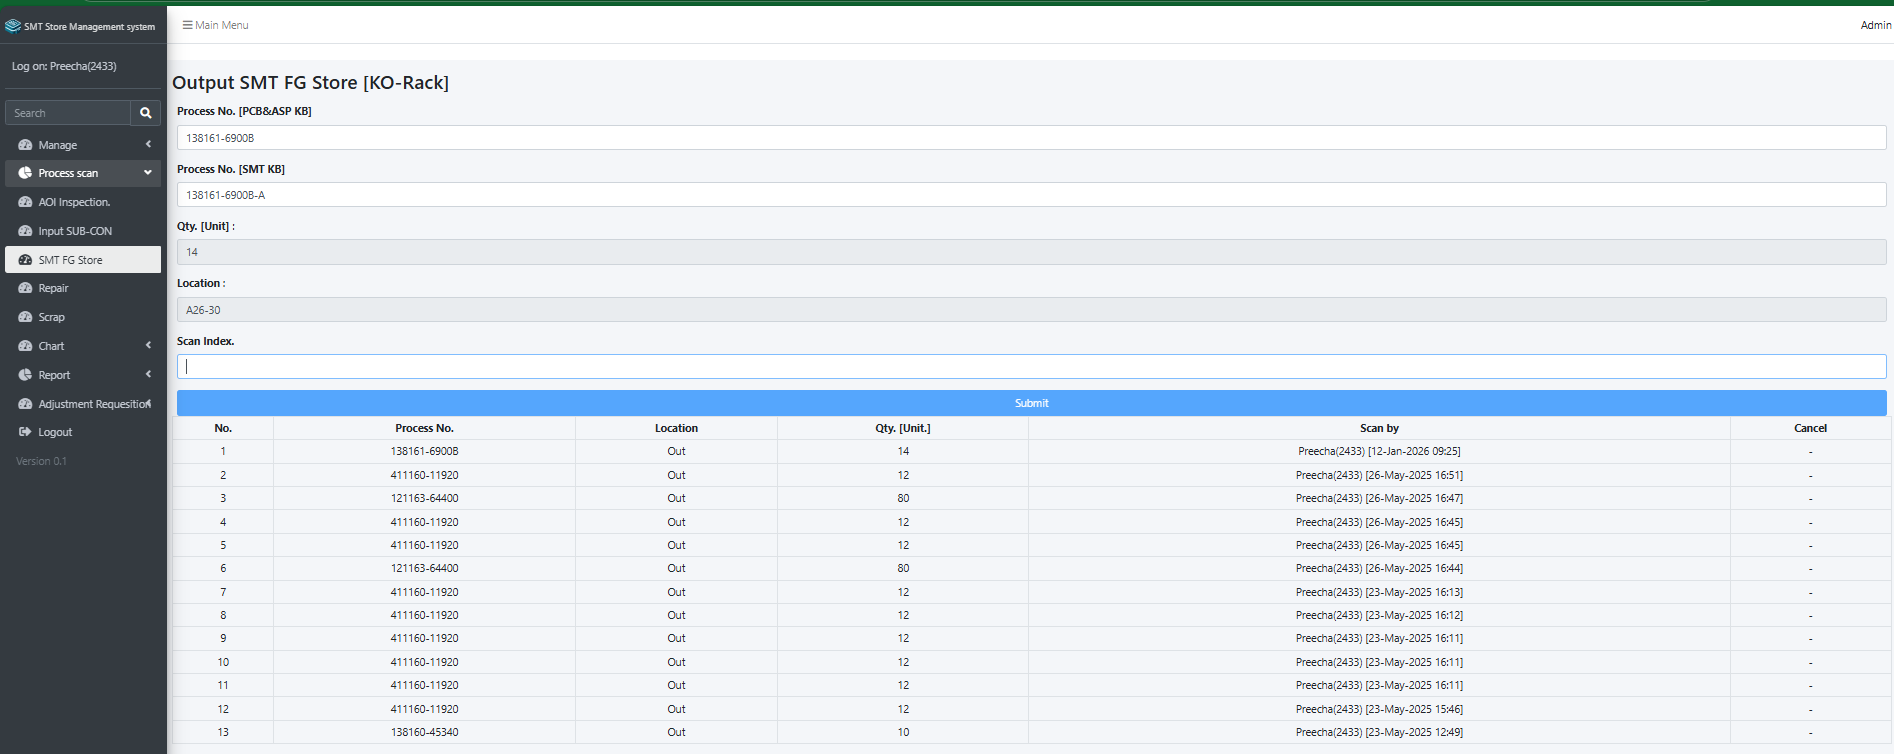 SMT Store Management system
Main Menu
Admin
Log on: Preecha(2433)
Search
Manage
Process scan
AOI Inspection.
Input SUB-CON
SMT FG Store
Repair
Scrap
Chart
Report
Adjustment Requesition
Logout
Version 0.1
Output SMT FG Store [KO-Rack]
Process No. [PCB&ASP KB]
138161-6900B
Process No. [SMT KB]
138161-6900B-A
Qty. [Unit] :
14
Location :
A26-30
Scan Index.
Submit
No. Process No. Location Qty. [Unit.] Scan by Cancel
1 138161-6900B Out 14 Preecha(2433) [12-Jan-2026 09:25] -
2 411160-11920 Out 12 Preecha(2433) [26-May-2025 16:51] -
3 121163-64400 Out 80 Preecha(2433) [26-May-2025 16:47] -
4 411160-11920 Out 12 Preecha(2433) [26-May-2025 16:45] -
5 411160-11920 Out 12 Preecha(2433) [26-May-2025 16:45] -
6 121163-64400 Out 80 Preecha(2433) [26-May-2025 16:44] -
7 411160-11920 Out 12 Preecha(2433) [23-May-2025 16:13] -
8 411160-11920 Out 12 Preecha(2433) [23-May-2025 16:12] -
9 411160-11920 Out 12 Preecha(2433) [23-May-2025 16:11] -
10 411160-11920 Out 12 Preecha(2433) [23-May-2025 16:11] -
11 411160-11920 Out 12 Preecha(2433) [23-May-2025 16:11] -
12 411160-11920 Out 12 Preecha(2433) [23-May-2025 15:46] -
13 138160-45340 Out 10 Preecha(2433) [23-May-2025 12:49] -